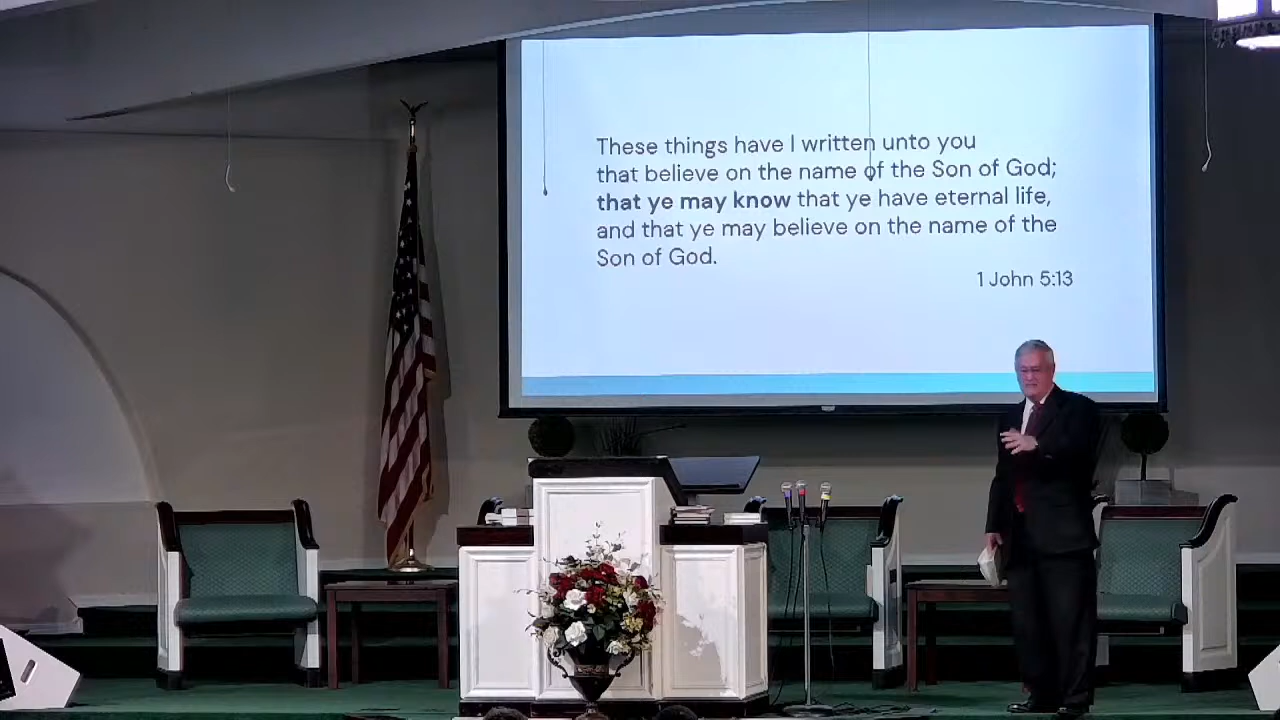 These things have I written unto you
that believe on the name of the Son of God;
that ye may know that ye have eternal life,
and that ye may believe on the name of the
Son of God.
1 John 5:13